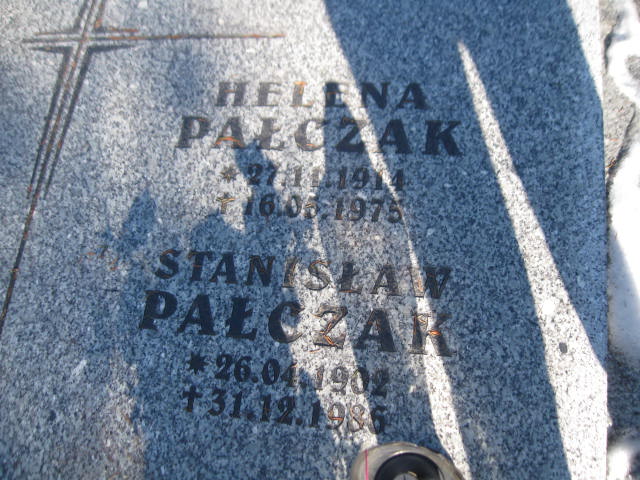 HELENA
PAŁCZAK
* 27.11.1914
† 16.05.1975
STANISŁAW
PAŁCZAK
* 26.04.1902
† 31.12.1986